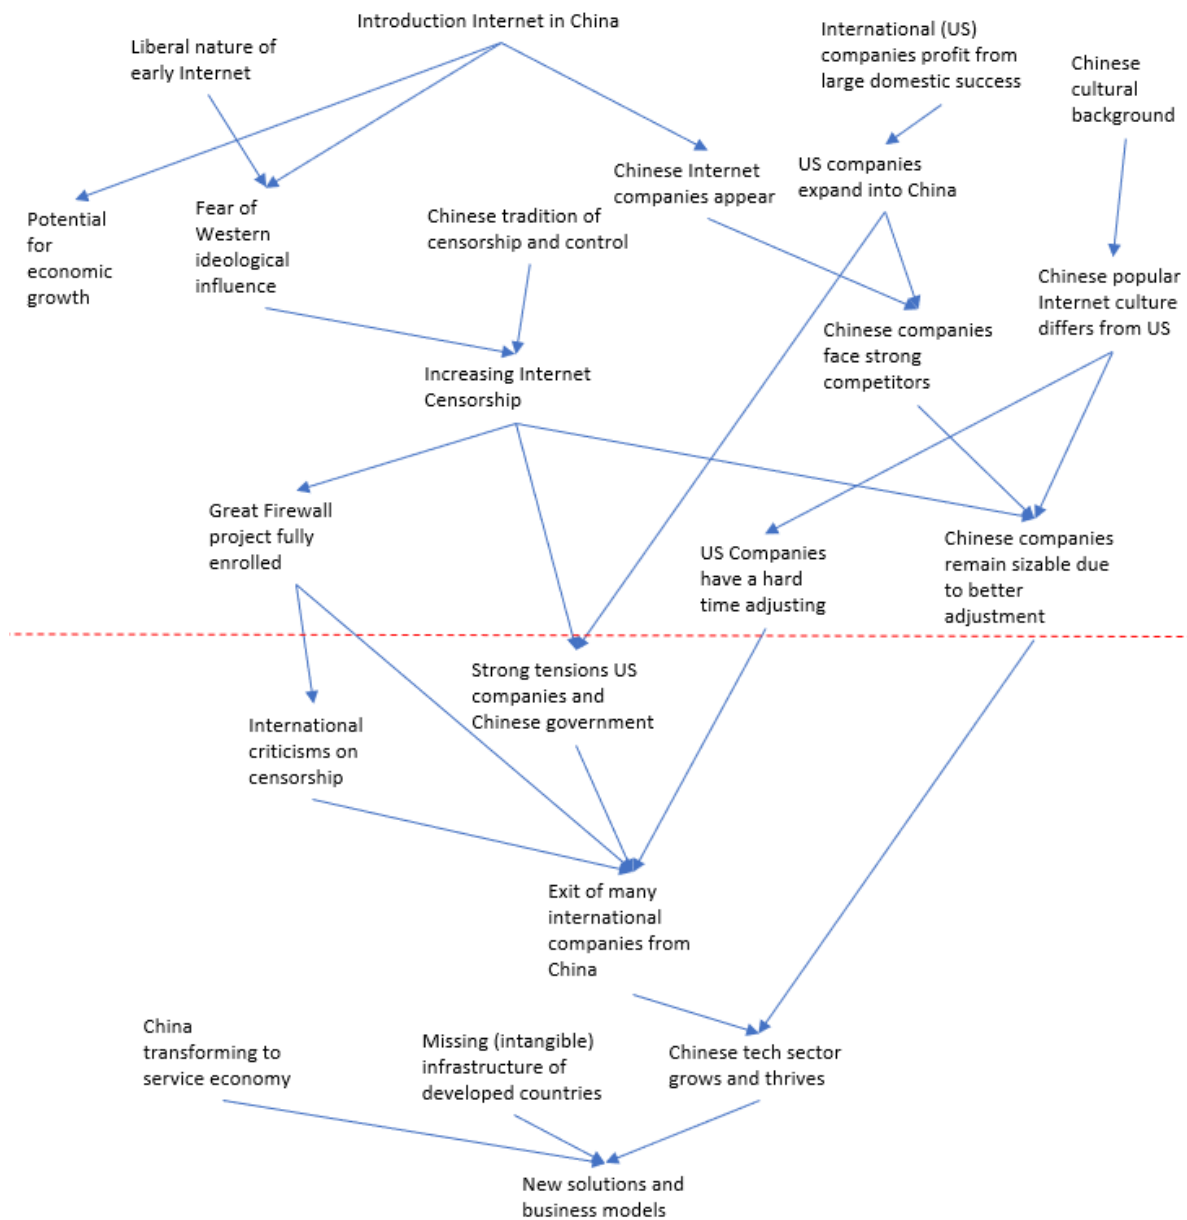 Introduction Internet in China
Liberal nature of
early Internet
International (US)
companies profit from
large domestic success
Chinese
cultural
background
Chinese Internet
companies appear
US companies
expand into China
Potential
for
economic
growth
Fear of
Western
ideological
influence
Chinese tradition of
censorship and control
Chinese popular
Internet culture
differs from US
Chinese companies
face strong
competitors
Increasing Internet
Censorship
Great Firewall
project fully
enrolled
US Companies
have a hard
time adjusting
Chinese companies
remain sizable due
to better
adjustment
Strong tensions US
companies and
Chinese government
International
criticisms on
censorship
Exit of many
international
companies from
China
China
transforming to
service economy
Missing (intangible)
infrastructure of
developed countries
Chinese tech sector
grows and thrives
New solutions and
business models